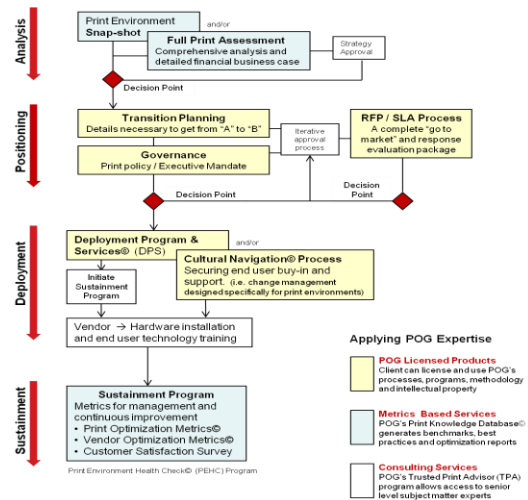 Analysis
Print Environment
Snap-shot
and/or
Full Print Assessment
Comprehensive analysis and
detailed financial business case
Strategy
Approval
Decision Point
Positioning
Transition Planning
Details necessary to get from “A” to “B”
Governance
Print policy / Executive Mandate
Iterative
approval
process
RFP / SLA Process
A complete “go to
market” and response
evaluation package
Decision Point
Decision
Point
Deployment
Deployment Program &
Services© (DPS)
and/or
Cultural Navigation© Process
Securing end user buy-in and
support. (i.e. change management
designed specifically for print environments)
Initiate
Sustainment
Program
Vendor → Hardware installation
and end user technology training
Sustainment
Sustainment Program
Metrics for management and
continuous improvement
• Print Optimization Metrics©
• Vendor Optimization Metrics©
• Customer Satisfaction Survey
Print Environment Health Check© (PEHC) Program
Applying POG Expertise
POG Licensed Products
Client can license and use POG’s
processes, programs, methodology
and intellectual property
Metrics Based Services
POG’s Print Knowledge Database©
generates benchmarks, best
practices and optimization reports
Consulting Services
POG’s Trusted Print Advisor (TPA)
program allows access to senior
level subject matter experts